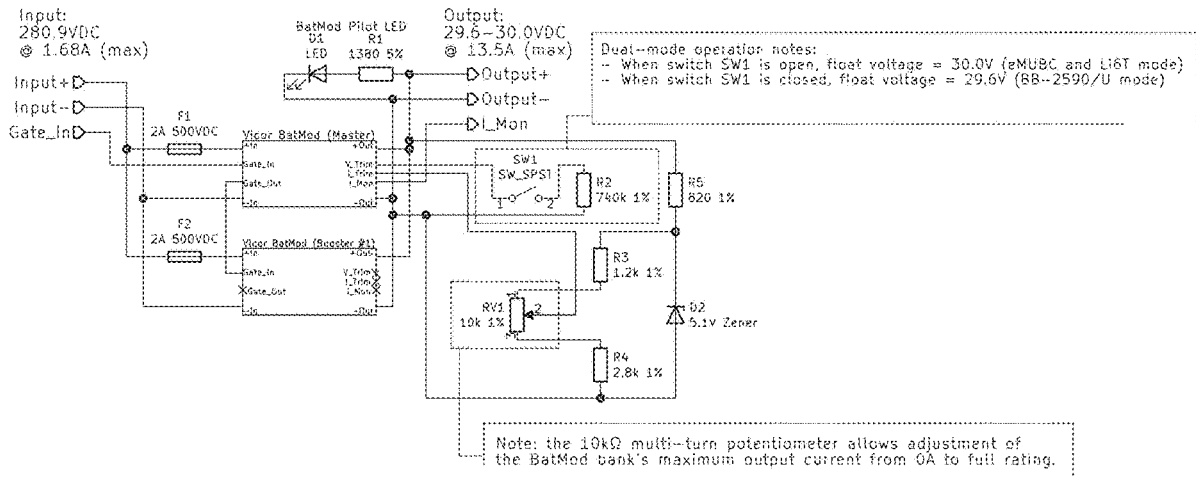 Input:
280.9VDC
@ 1.68A (max)
Input+
Input-
Gate_In
BatMod Pilot LED
D1
LED
R1
1380 5%
Output:
29.6-30.0VDC
@ 13.5A (max)
Output+
Output-
I_Mon
Dual-mode operation notes:
- When switch SW1 is open, float voltage = 30.0V (eMUBC and Li6T mode)
- When switch SW1 is closed, float voltage = 29.6V (BB-2590/U mode)
F1
2A 500VDC
Vicor BatMod (Master)
+In
Gate_In
Gate_Out
-In
+Out
V_Trim
I_Trim
I_Mon
-Out
SW1
SW_SPST
1
2
R2
740k 1%
R5
820 1%
F2
2A 500VDC
Vicor BatMod (Booster #1)
+In
Gate_In
Gate_Out
-In
+Out
V_Trim
I_Trim
I_Mon
-Out
R3
1.2k 1%
RV1
10k 1%
2
D2
5.1V Zener
R4
2.8k 1%
Note: the 10kΩ multi-turn potentiometer allows adjustment of
the BatMod bank's maximum output current from 0A to full rating.